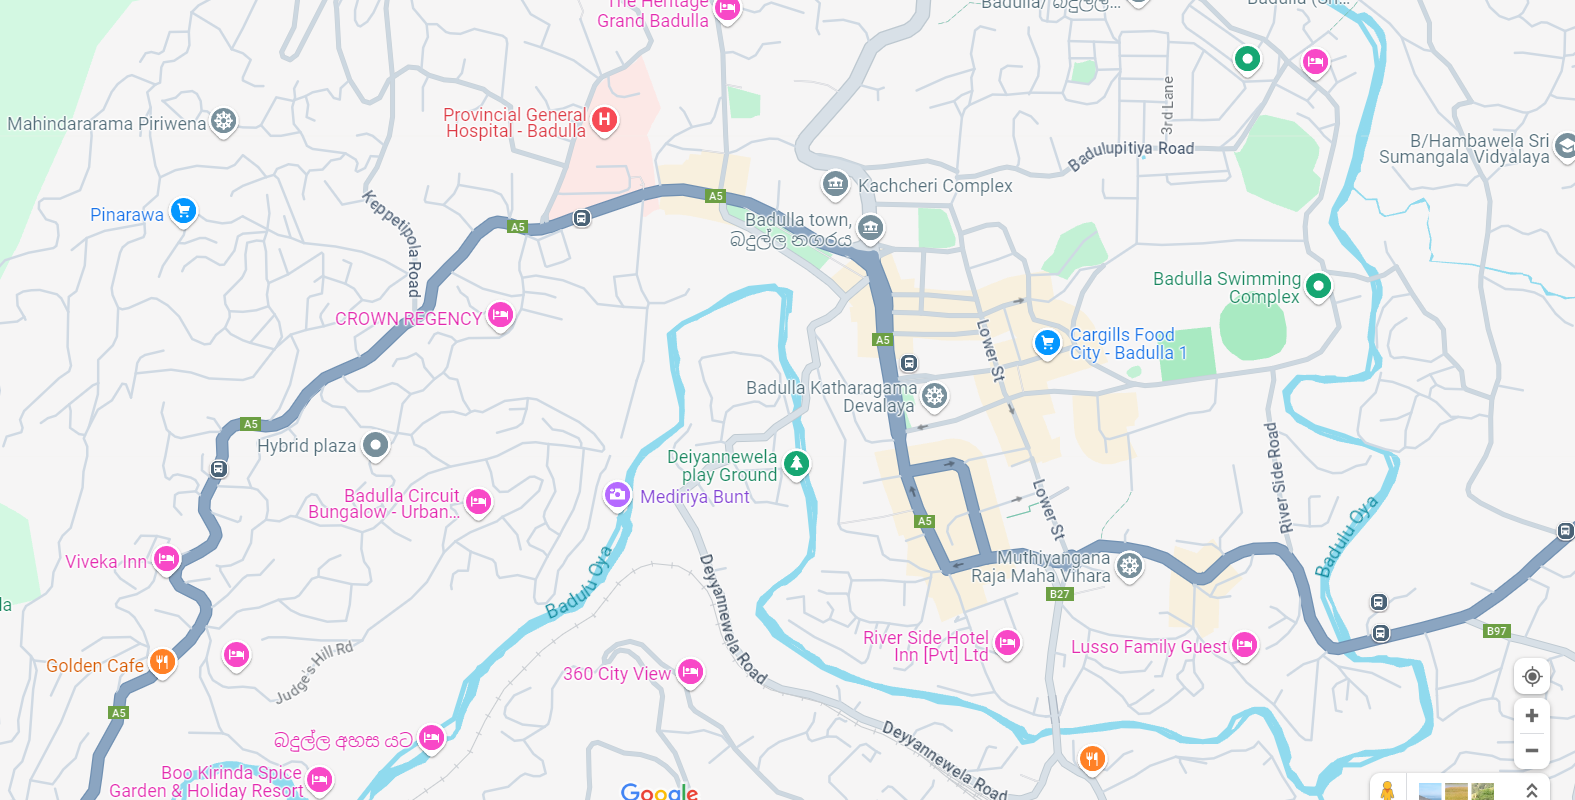 The Heritage
Grand Badulla
Badulla/ බදුල්ල...
Badulla (Sri...
Mahindararama Piriwena
Provincial General
Hospital - Badulla
H
3rd Lane
Badulupitiya Road
B/Hambawela Sri
Sumangala Vidyalaya
Pinarawa
Keppetipola Road
A5
A5
Kachcheri Complex
Badulla town,
බදුල්ල නගරය
Badulla Swimming
Complex
CROWN REGENCY
A5
Lower St
Cargills Food
City - Badulla 1
Badulla Katharagama
Devalaya
A5
Hybrid plaza
Deiyannewela
play Ground
River Side Road
Badulla Circuit
Bungalow - Urban...
Mediriya Bunt
Lower St
A5
Badulu Oya
Viveka Inn
Badulu Oya
Deyyannewela Road
Muthiyangana
Raja Maha Vihara
B27
la
River Side Hotel
Inn [Pvt] Ltd
Lusso Family Guest
B97
Golden Cafe
Judge's Hill Rd
360 City View
A5
බදුල්ල අහස යට
Deyyannewela Road
Boo Kirinda Spice
Garden & Holiday Resort
Google